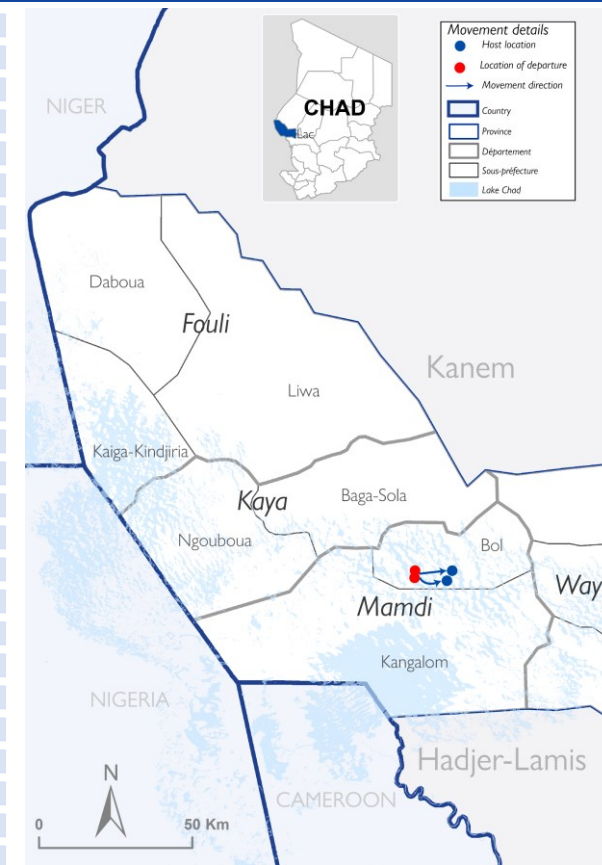 Movement details
Host location
Location of departure
Movement direction
Country
Province
Département
Sous-préfecture
Lake Chad
CHAD
Lac
NIGER
Daboua
Fouli
Kanem
Liwa
Kaiga-Kindjiria
Kaya
Baga-Sola
Ngouboua
Bol
Way
Mamdi
Kangalom
NIGERIA
Hadjer-Lamis
N
CAMEROON
0 50 Km